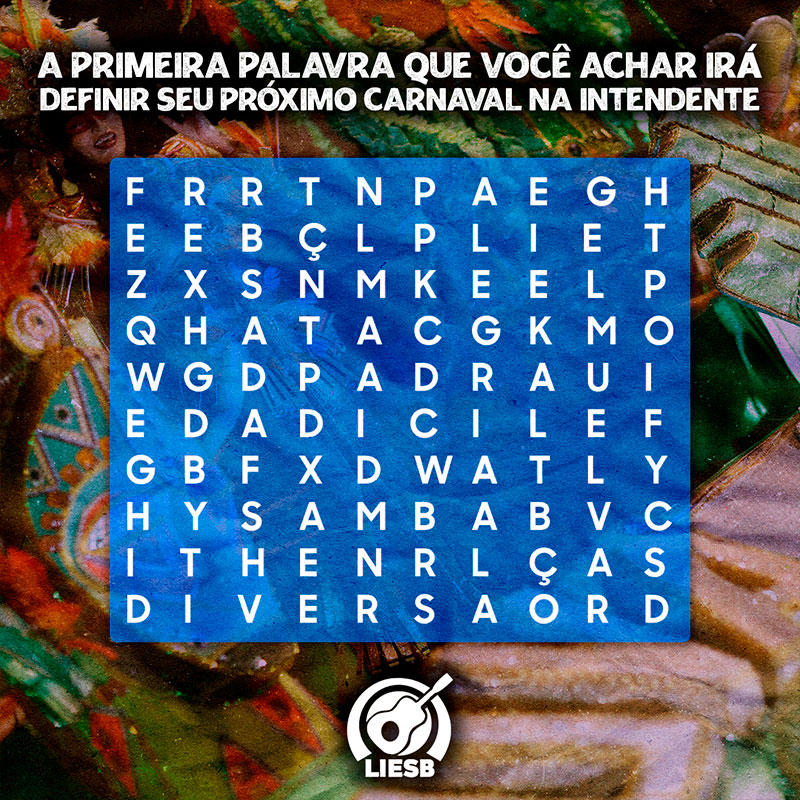 A PRIMEIRA PALAVRA QUE VOCÊ ACHAR IRÁ
DEFINIR SEU PRÓXIMO CARNAVAL NA INTENDENTE
F R R T N P A E G H
E E B Ç L P L I E T
Z X S N M K E E L P
Q H A T A C G K M O
W G D P A D R A U I
E D A D I C I L E F
G B F X D W A T L Y
H Y S A M B A B V C
I T H E N R L Ç A S
D I V E R S A O R D
LIESB